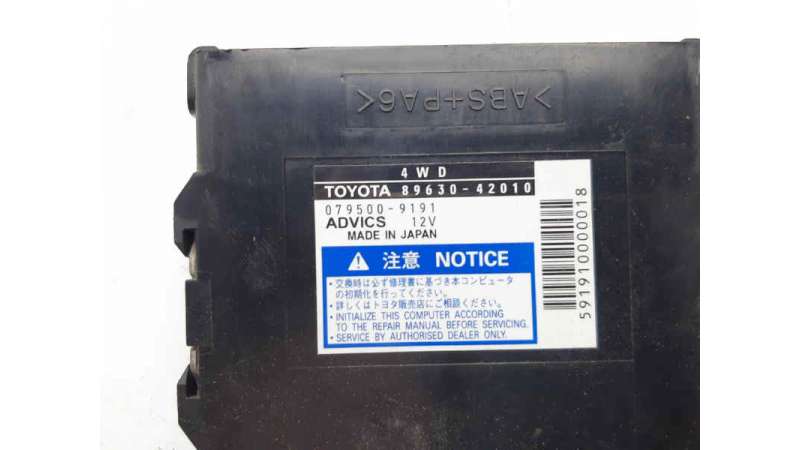 >ABS+PA6<
4WD
TOYOTA 89630-42010
079500-9191
ADVICS 12V
MADE IN JAPAN
注意 NOTICE
・交換時は必ず修理書に基づき本コンピュータ
の初期化を行ってください。
・詳しくはトヨタ販売店にご相談ください。
・INITIALIZE THIS COMPUTER ACCORDING
TO THE REPAIR MANUAL BEFORE SERVICING.
・SERVICE BY AUTHORISED DEALER ONLY.
591910000018